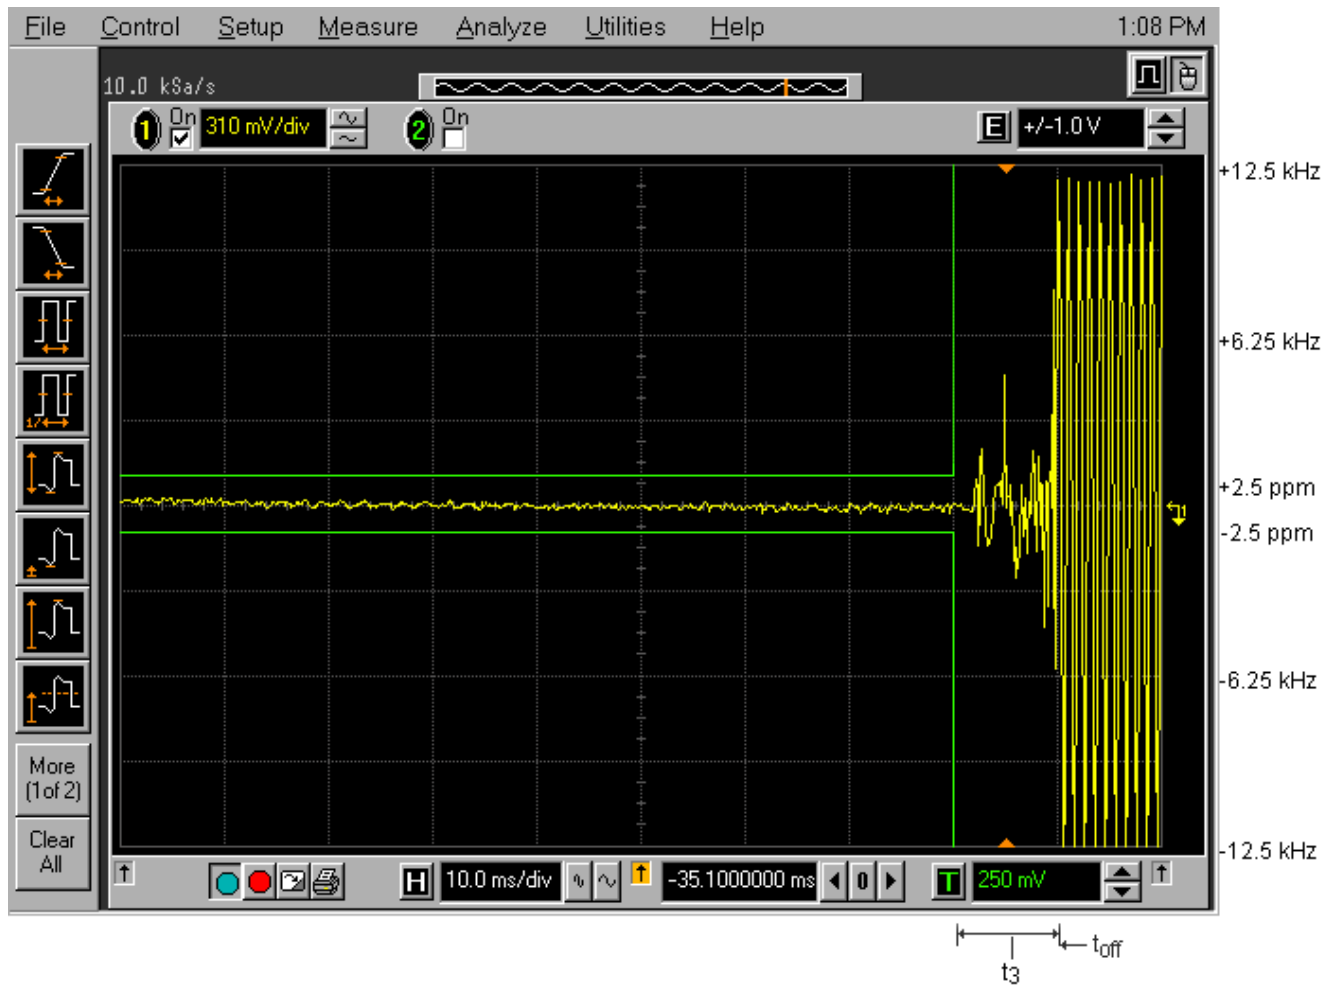 File Control Setup Measure Analyze Utilities Help 1:08 PM
10.0 kSa/s
1 On 310 mV/div 2 On E +/-1.0 V
+12.5 kHz
+6.25 kHz
+2.5 ppm
-2.5 ppm
-6.25 kHz
-12.5 kHz
1/
More
(1of 2)
Clear
All
H 10.0 ms/div -35.1000000 ms 0 T 250 mV
toff
t3